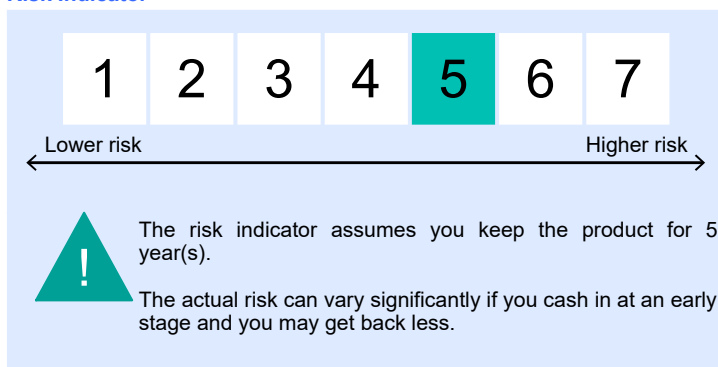 Risk Indicator
1 2 3 4 5 6 7
Lower risk Higher risk
!
The risk indicator assumes you keep the product for 5
year(s).
The actual risk can vary significantly if you cash in at an early
stage and you may get back less.